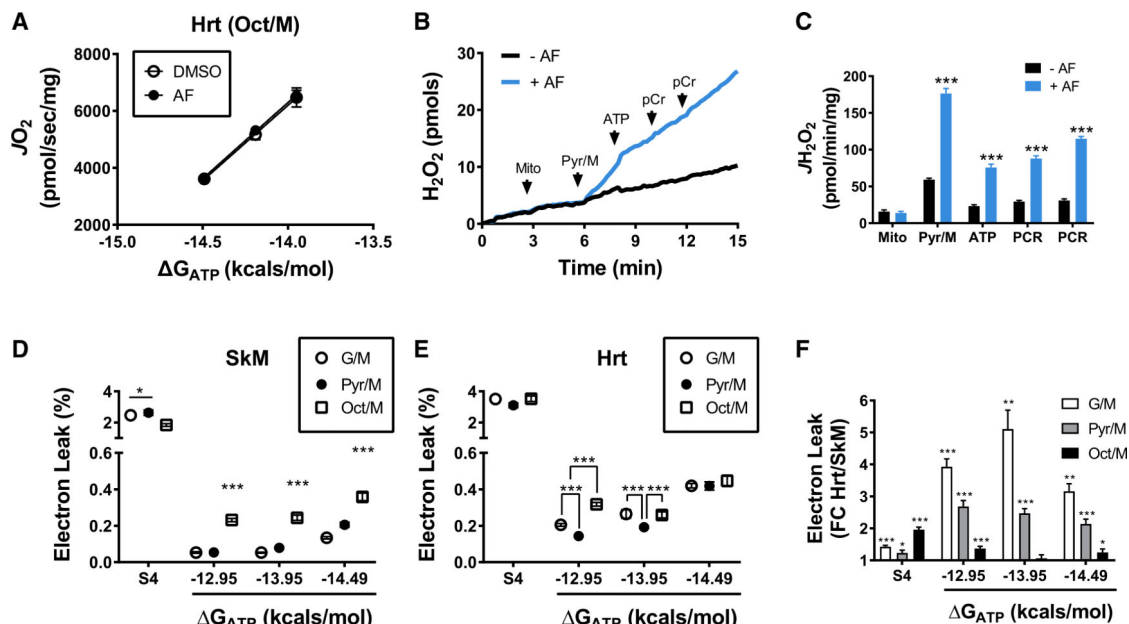 A
Hrt (Oct/M)
8000
6000
4000
2000
JO2
(pmol/sec/mg)
DMSO
AF
-15.0 -14.5 -14.0 -13.5
ΔGATP (kcals/mol)
B
30
20
10
0
H2O2 (pmols)
- AF
+ AF
Mito
Pyr/M
ATP
pCr
pCr
0 3 6 9 12 15
Time (min)
C
200
150
100
50
0
JH2O2
(pmol/min/mg)
- AF
+ AF
***
***
***
***
Mito Pyr/M ATP PCR PCR
D
SkM
G/M
Pyr/M
Oct/M
4
2
0.6
0.4
0.2
0.0
Electron Leak (%)
*
***
***
***
S4 -12.95 -13.95 -14.49
ΔGATP (kcals/mol)
E
Hrt
G/M
Pyr/M
Oct/M
4
2
0.6
0.4
0.2
0.0
Electron Leak (%)
***
***
***
***
S4 -12.95 -13.95 -14.49
ΔGATP (kcals/mol)
F
G/M
Pyr/M
Oct/M
7
6
5
4
3
2
1
Electron Leak
(FC Hrt/SkM)
*** * ***
*** *** ***
** ***
** *** *
S4 -12.95 -13.95 -14.49
ΔGATP (kcals/mol)